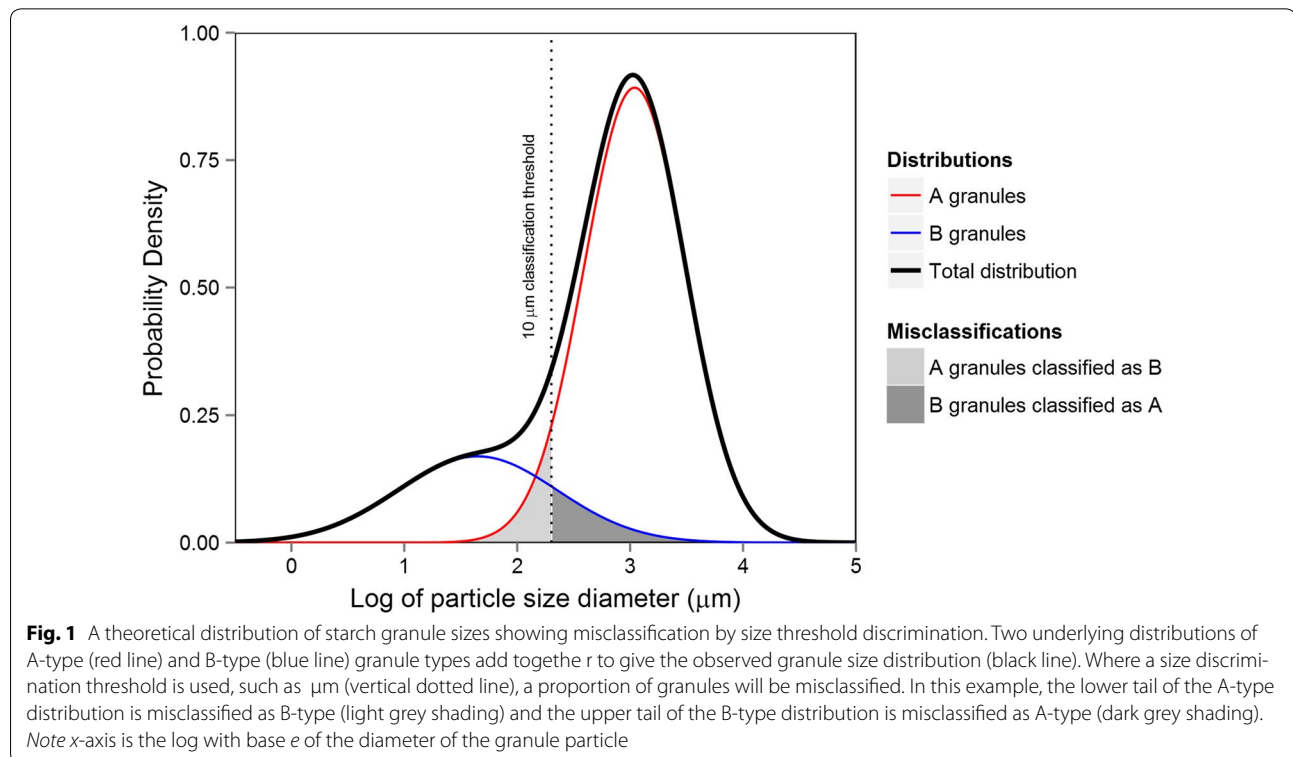 1.00
0.75
0.50
0.25
0.00
Probability Density
10 μm classification threshold
0
1
2
3
4
5
Log of particle size diameter (μm)
Distributions
A granules
B granules
Total distribution
Misclassifications
A granules classified as B
B granules classified as A
Fig. 1 A theoretical distribution of starch granule sizes showing misclassification by size threshold discrimination. Two underlying distributions of
A-type (red line) and B-type (blue line) granule types add togethe r to give the observed granule size distribution (black line). Where a size discrimi-
nation threshold is used, such as μm (vertical dotted line), a proportion of granules will be misclassified. In this example, the lower tail of the A-type
distribution is misclassified as B-type (light grey shading) and the upper tail of the B-type distribution is misclassified as A-type (dark grey shading).
Note x-axis is the log with base e of the diameter of the granule particle